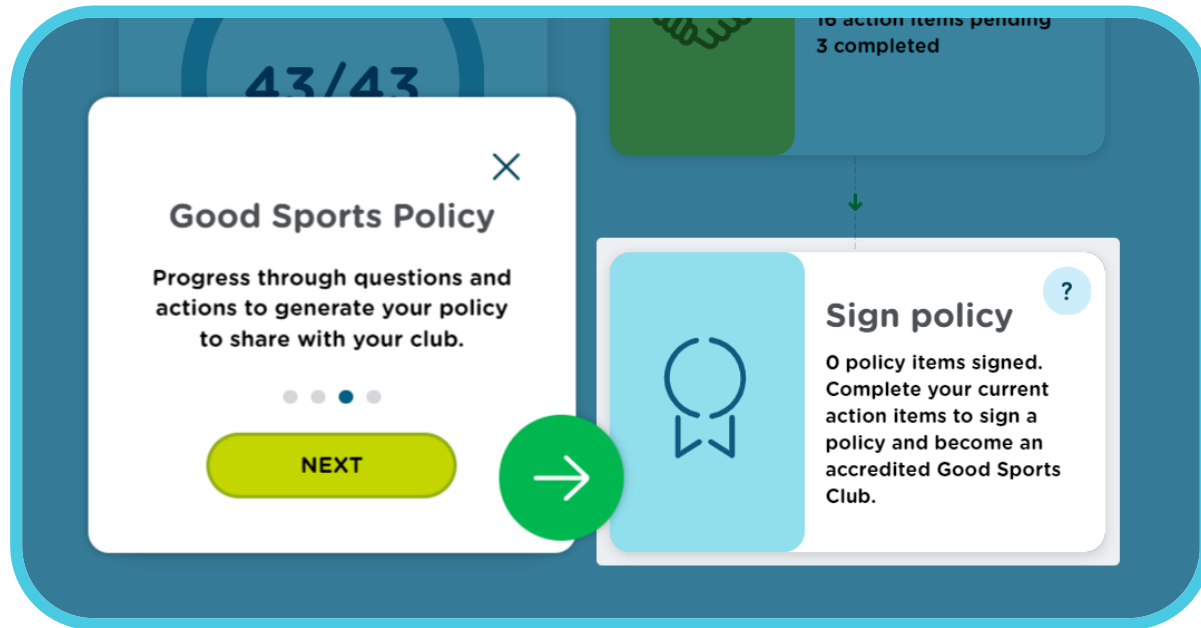 16 action items pending
3 completed
43/43
Good Sports Policy
Progress through questions and
actions to generate your policy
to share with your club.
NEXT
?
Sign policy
0 policy items signed.
Complete your current
action items to sign a
policy and become an
accredited Good Sports
Club.